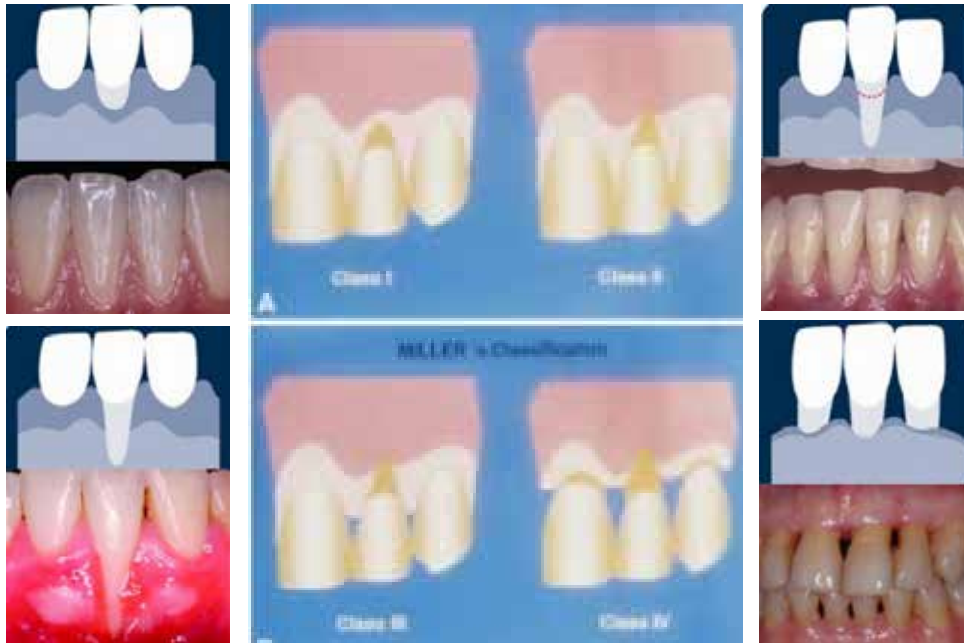 Class I
Class II
A
MILLER 's Classification
Class III
Class IV